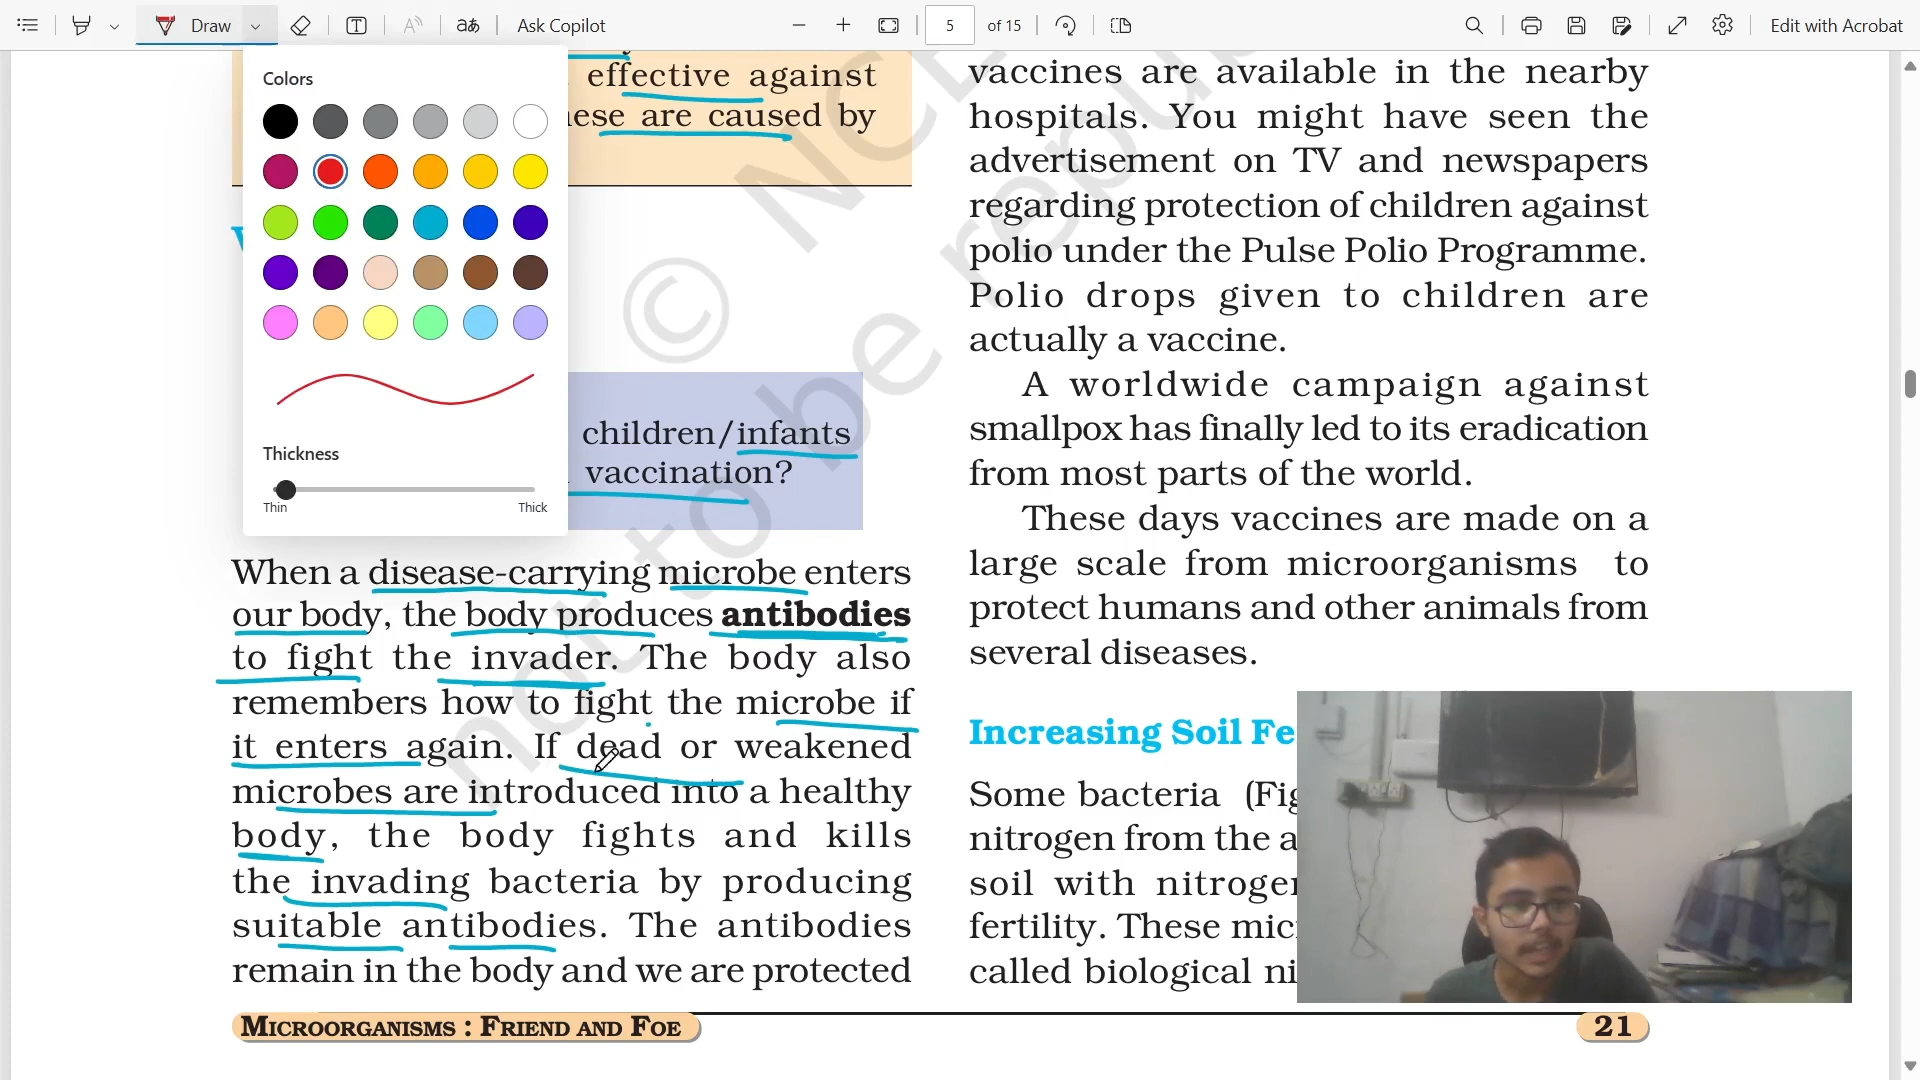 Draw
Ask Copilot
5 of 15
Edit with Acrobat
Colors
Thickness
Thin Thick
effective against
are caused by
children/infants
vaccination?
When a disease-carrying microbe enters
our body, the body produces antibodies
to fight the invader. The body also
remembers how to fight the microbe if
it enters again. If dead or weakened
microbes are introduced into a healthy
body, the body fights and kills
the invading bacteria by producing
suitable antibodies. The antibodies
remain in the body and we are protected
vaccines are available in the nearby
hospitals. You might have seen the
advertisement on TV and newspapers
regarding protection of children against
polio under the Pulse Polio Programme.
Polio drops given to children are
actually a vaccine.
A worldwide campaign against
smallpox has finally led to its eradication
from most parts of the world.
These days vaccines are made on a
large scale from microorganisms to
protect humans and other animals from
several diseases.
Increasing Soil
Some bacteria
nitrogen from the
soil with
fertility. These
called biological
MICROORGANISMS : FRIEND AND FOE
21
© 
not to be